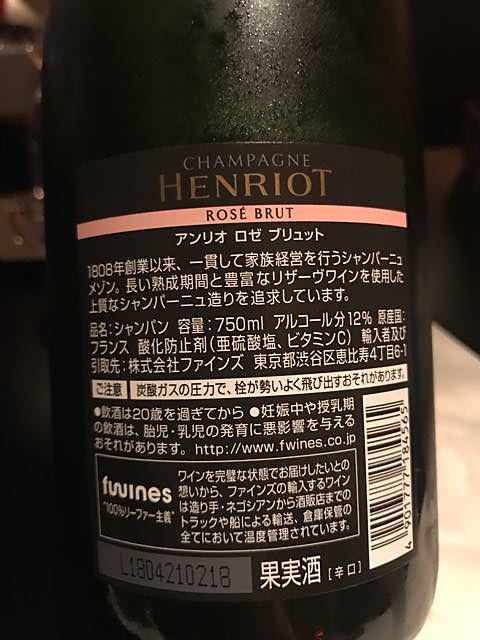 CHAMPAGNE
HENRIOT
ROSÉ BRUT
アンリオ ロゼ ブリュット
1808年創業以来、一貫して家族経営を行うシャンパーニュ
メゾン。長い熟成期間と豊富なリザーヴワインを使用した
上質なシャンパーニュ造りを追求しています。
品名：シャンパン 容量：750ml アルコール分12% 原産国：
フランス 酸化防止剤（亜硫酸塩、ビタミンC） 輸入者及び
引取先：株式会社ファインズ 東京都渋谷区恵比寿4丁目6-1
ご注意 炭酸ガスの圧力で、栓が勢いよく飛び出すおそれがあります。
●飲酒は20歳を過ぎてから ●妊娠中や授乳期
の飲酒は、胎児・乳児の発育に悪影響を与える
おそれがあります。http://www.fwines.co.jp
fwines
"100%リーファー主義"
ワインを完璧な状態でお届けしたいとの
想いから、ファインズの輸入するワイン
は造り手・ネゴシアンから酒販店までの
トラックや船による輸送、倉庫保管の
全てにおいて温度管理されています。
L1804210218
果実酒 [辛口]
4 901777 184565